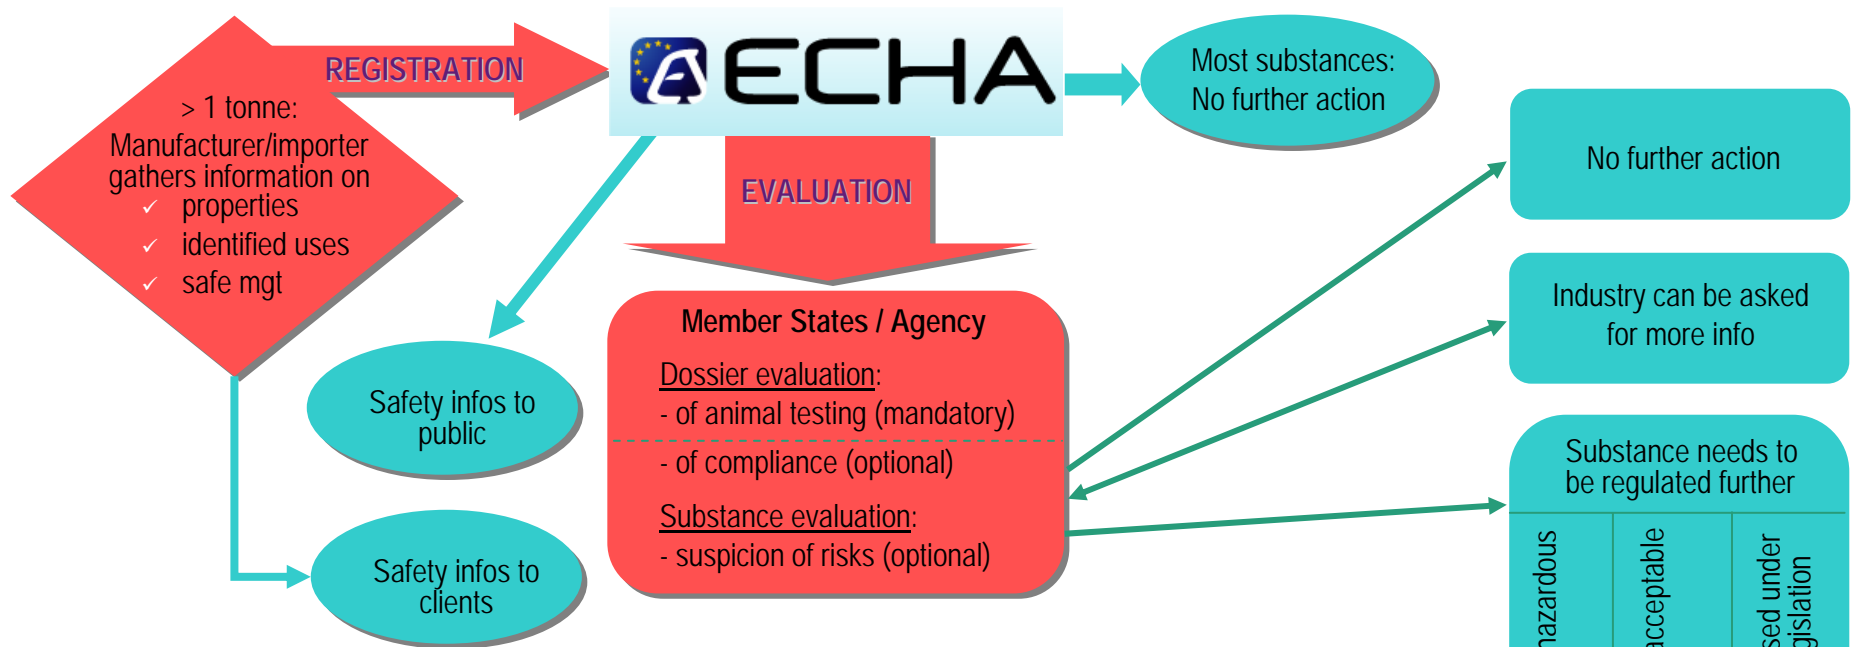 REGISTRATION
> 1 tonne:
Manufacturer/importer
gathers information on
✓ properties
✓ identified uses
✓ safe mgt
ECHA
Most substances:
No further action
EVALUATION
No further action
Industry can be asked
for more info
Member States / Agency
Dossier evaluation:
- of animal testing (mandatory)
- of compliance (optional)
Substance evaluation:
- suspicion of risks (optional)
Safety infos to
public
Safety infos to
clients
Substance needs to
be regulated further
hazardous
acceptable
under